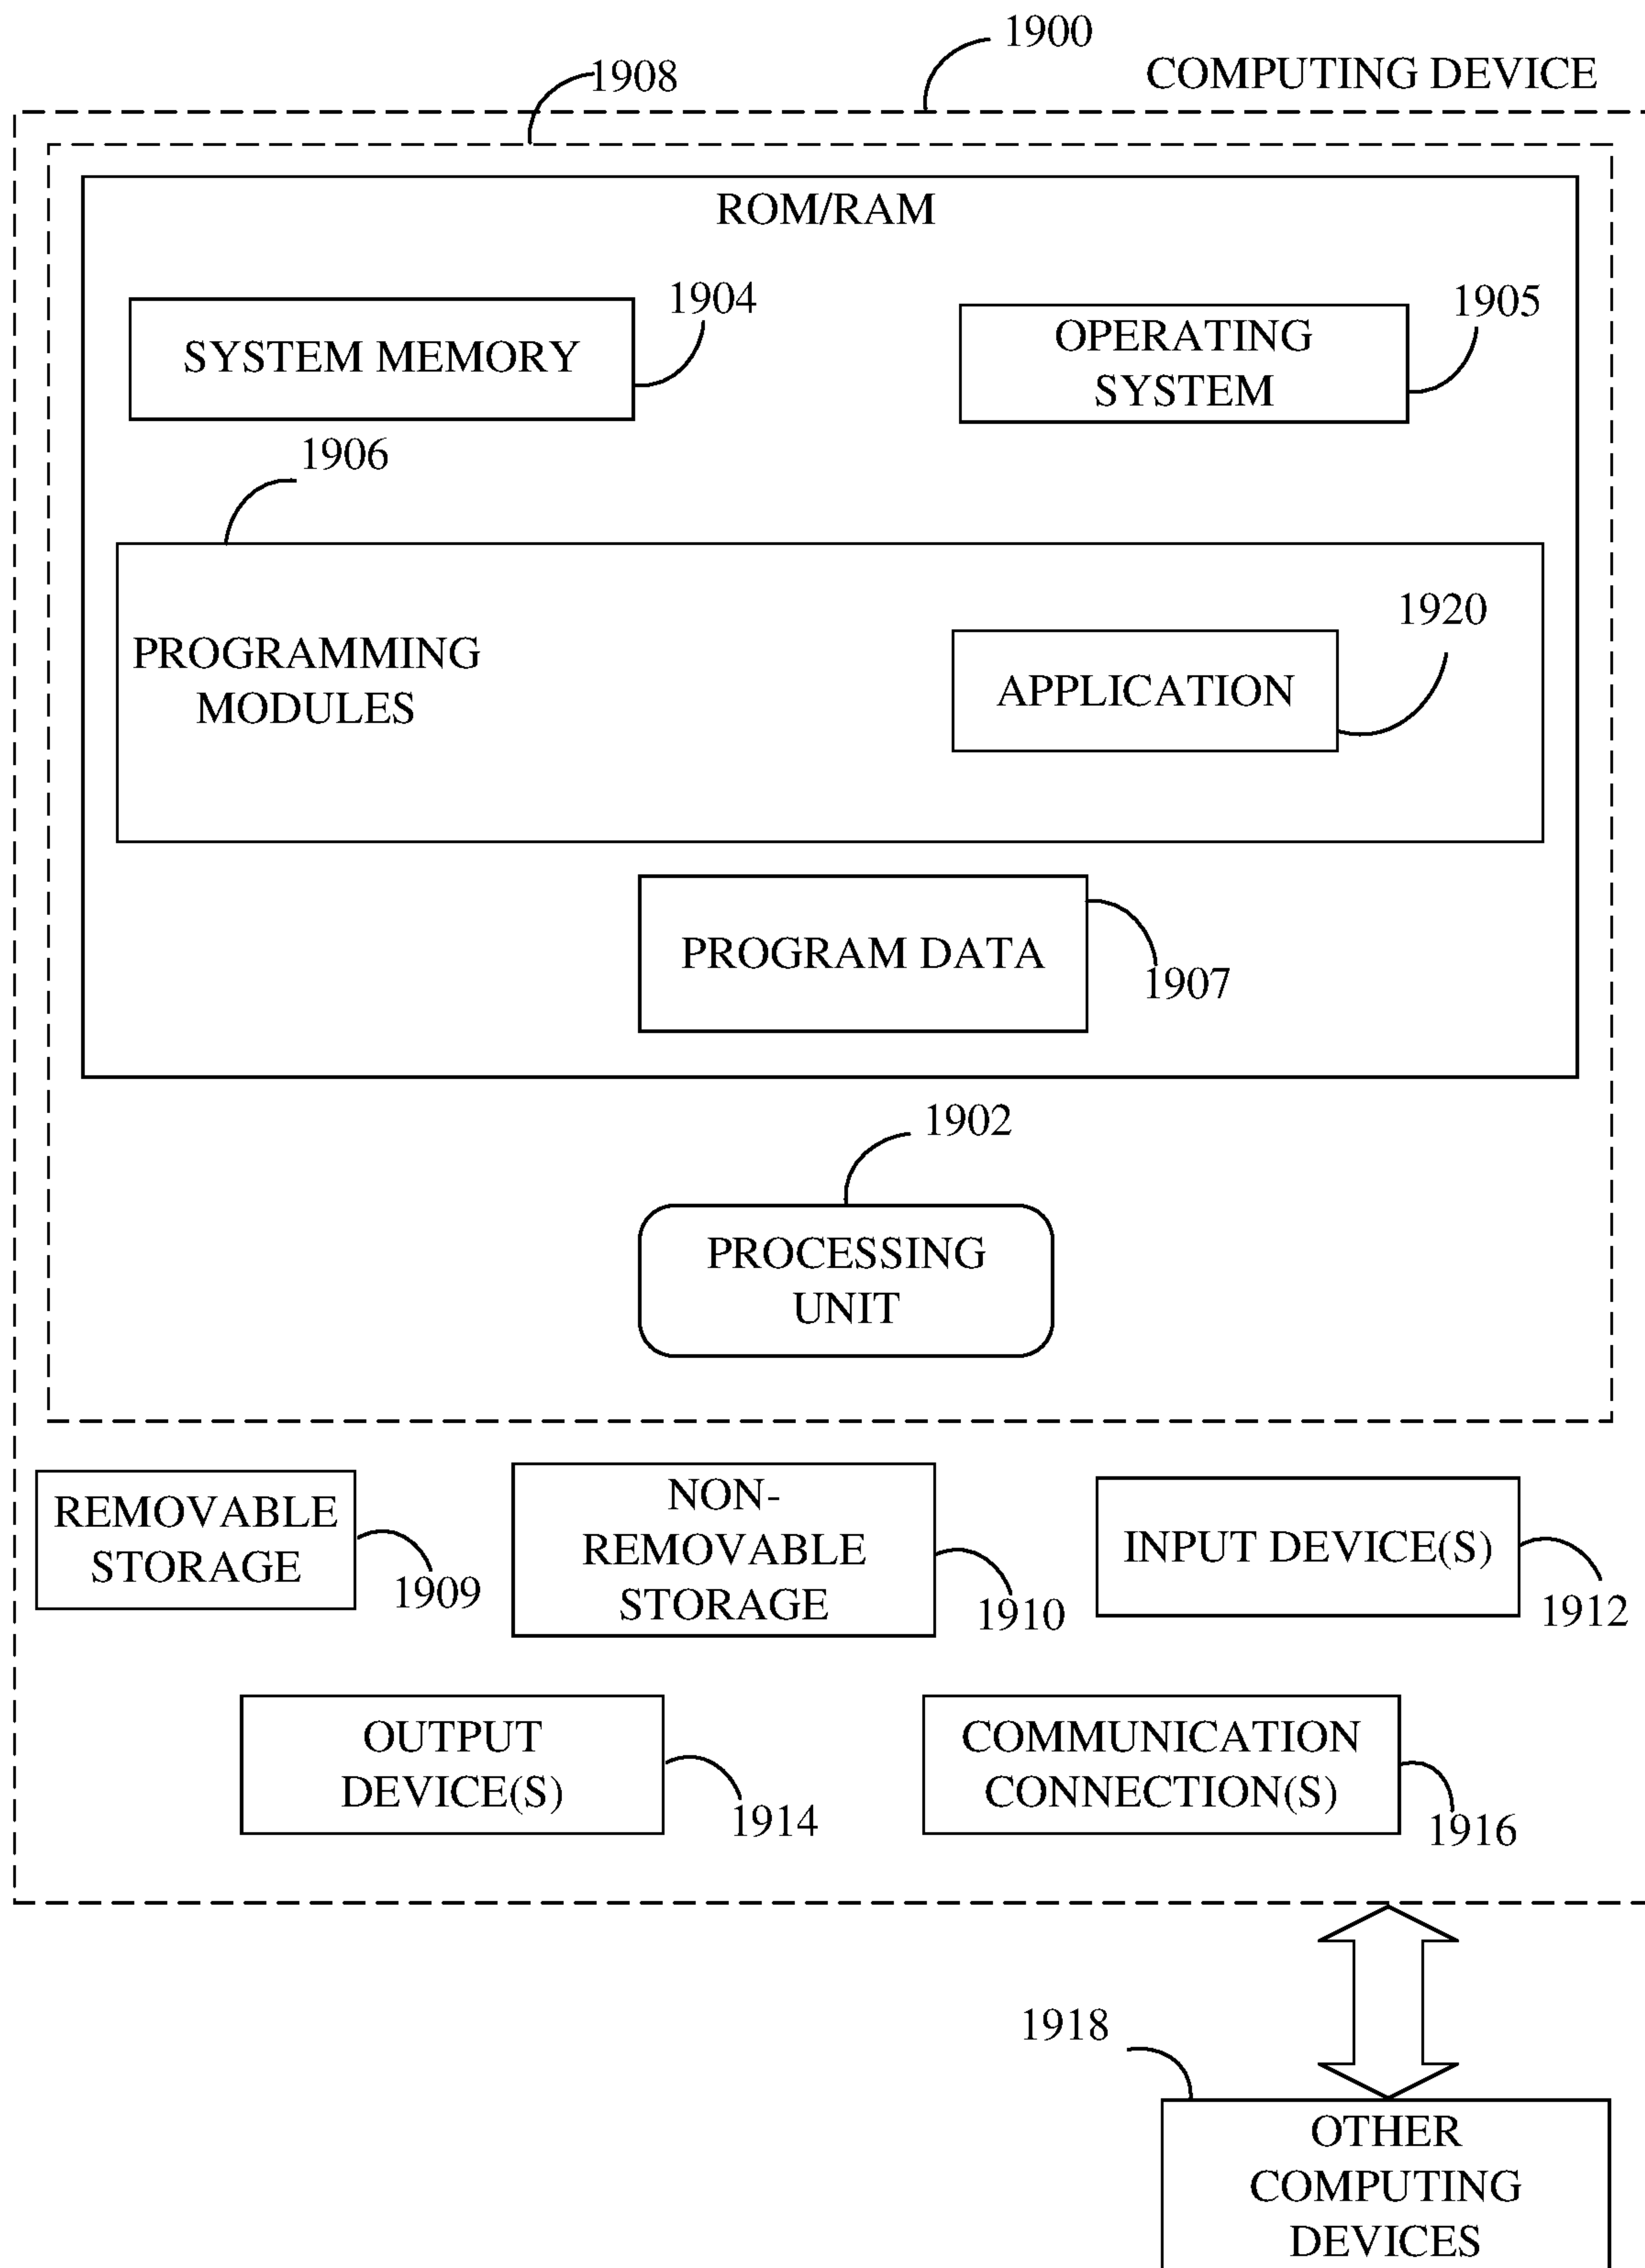 1900
1908
COMPUTING DEVICE
ROM/RAM
1904
1905
SYSTEM MEMORY
OPERATING
SYSTEM
1906
1920
PROGRAMMING
MODULES
APPLICATION
PROGRAM DATA
1907
1902
PROCESSING
UNIT
REMOVABLE
STORAGE
1909
NON-
REMOVABLE
STORAGE
1910
INPUT DEVICE(S)
1912
OUTPUT
DEVICE(S)
1914
COMMUNICATION
CONNECTION(S)
1916
1918
OTHER
COMPUTING
DEVICES